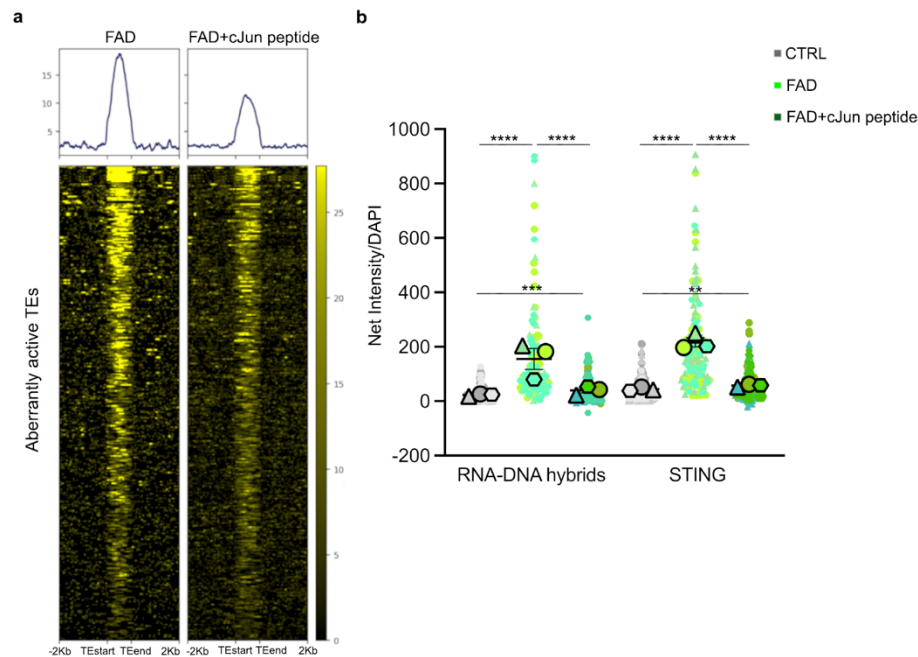 a
FAD
FAD+cJun peptide
15
10
5
Aberrantly active TEs
25
20
15
10
5
0
-2Kb TEstart TEend 2Kb
-2Kb TEstart TEend 2Kb
b
CTRL
FAD
FAD+cJun peptide
Net Intensity/DAPI
1000
800
600
400
200
0
-200
**** ****
**** ****
***
**
RNA-DNA hybrids
STING